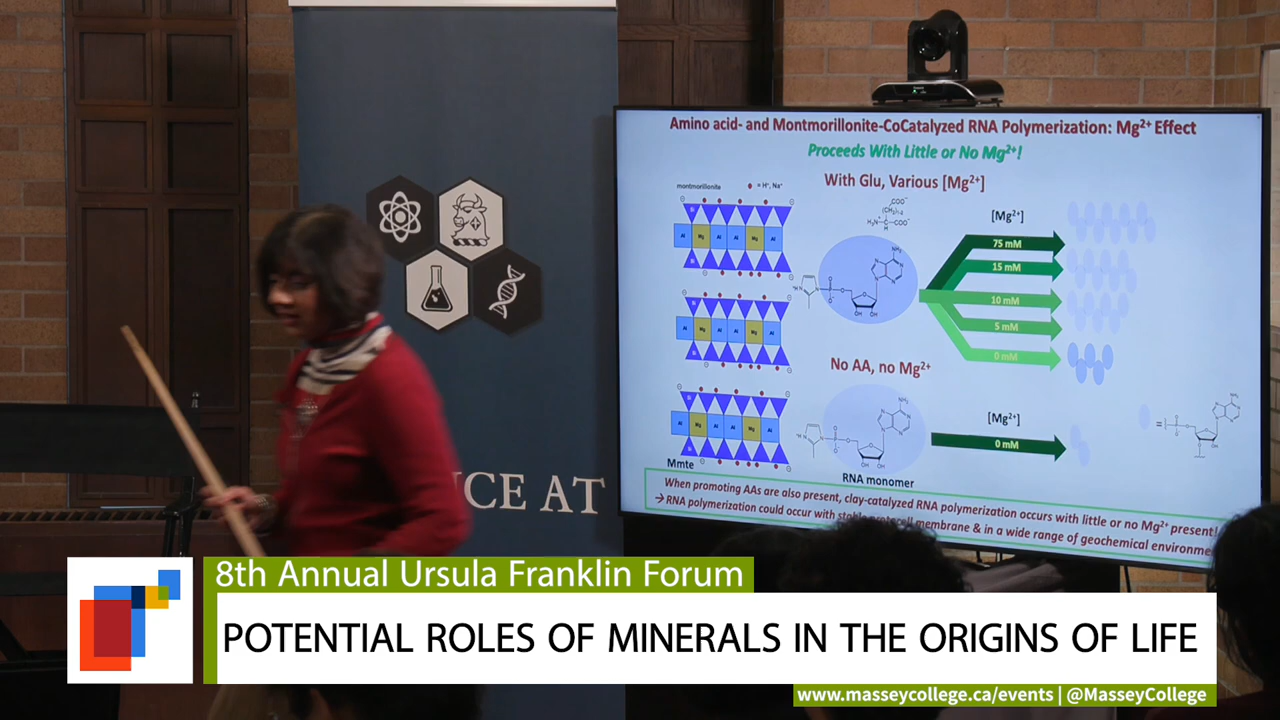 Amino acid- and Montmorillonite-CoCatalyzed RNA Polymerization: Mg²⁺ Effect
Proceeds With Little or No Mg²⁺!
With Glu, Various [Mg²⁺]
montmorillonite
= H⁺, Na⁺
[Mg²⁺]
75 mM
15 mM
10 mM
5 mM
0 mM
No AA, no Mg²⁺
[Mg²⁺]
0 mM
Mmte
RNA monomer
When promoting AAs are also present, clay-catalyzed RNA polymerization occurs with little or no Mg²⁺ present!
→ RNA polymerization could occur with membrane & in a wide range of geochemical
NCE AT
8th Annual Ursula Franklin Forum
POTENTIAL ROLES OF MINERALS IN THE ORIGINS OF LIFE
www.masseycollege.ca/events | @MasseyCollege